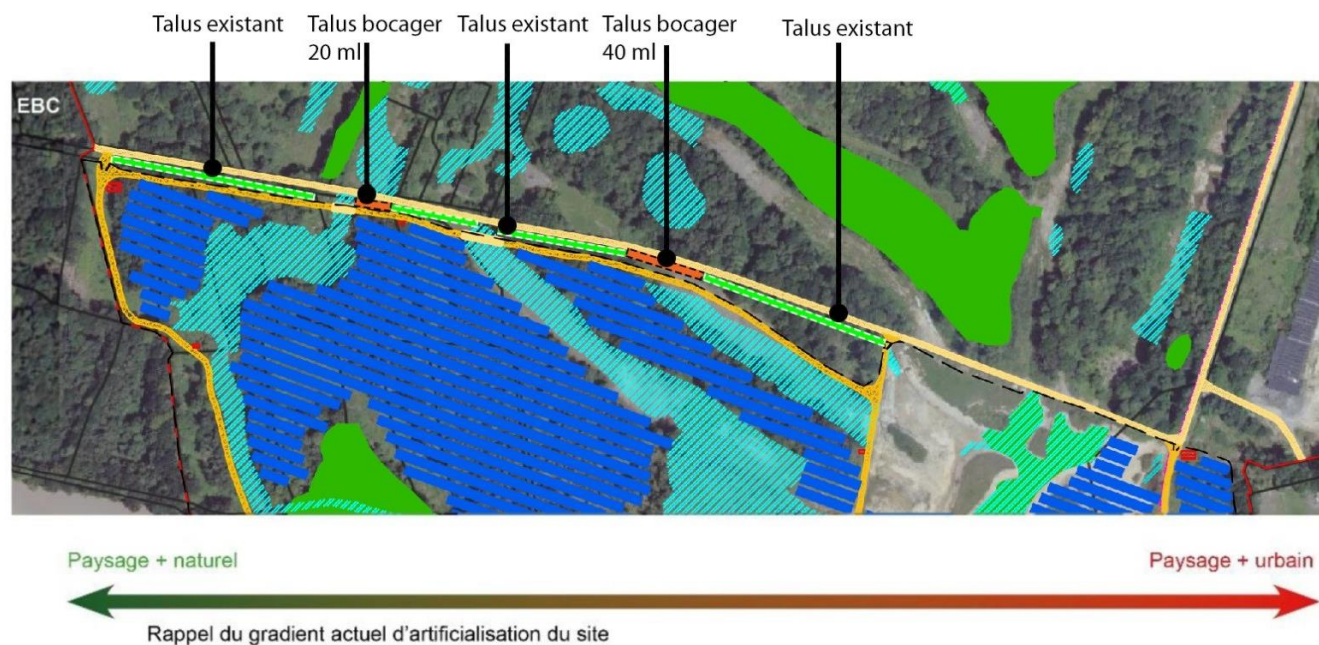 Talus existant
Talus bocager
20 ml
Talus existant
Talus bocager
40 ml
Talus existant
EBC
Paysage + naturel
Paysage + urbain
Rappel du gradient actuel d'artificialisation du site